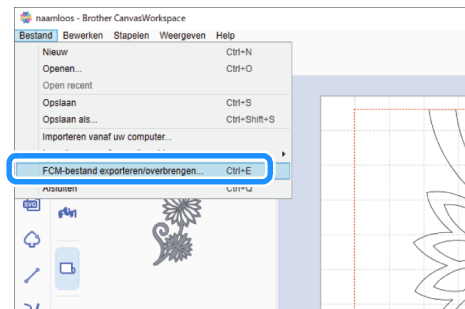 naamloos - Brother CanvasWorkspace
Bestand Bewerken Stapelen Weergeven Help
Nieuw Ctrl+N
Openen... Ctrl+O
Open recent
Opslaan Ctrl+S
Opslaan als... Ctrl+Shift+S
Importeren vanaf uw computer...
FCM-bestand exporteren/overbrengen... Ctrl+E
Afsluiten Ctrl+Q
SVG